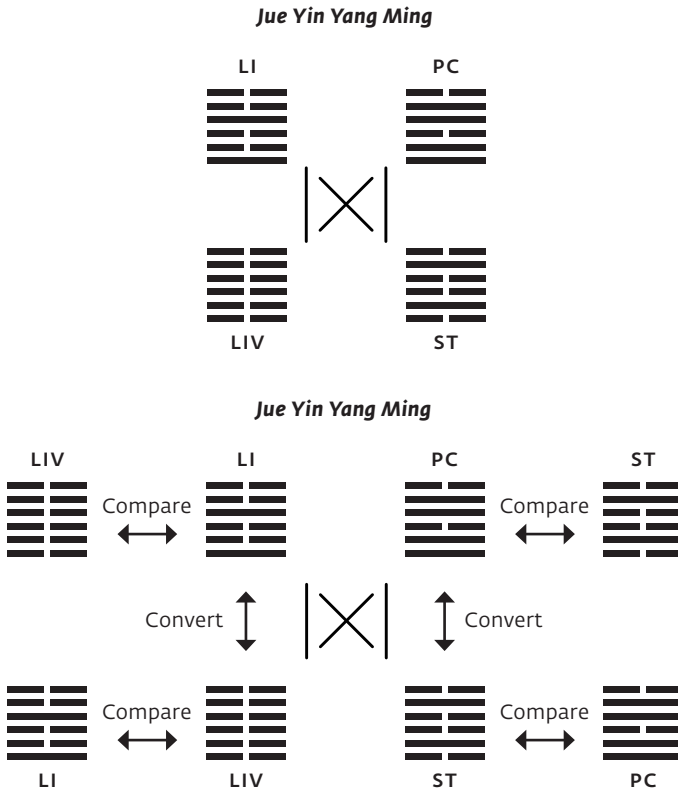 Jue Yin Yang Ming
LI PC
LIV ST
Jue Yin Yang Ming
LIV LI PC ST
Compare Compare
Convert Convert
Compare Compare
LI LIV ST PC